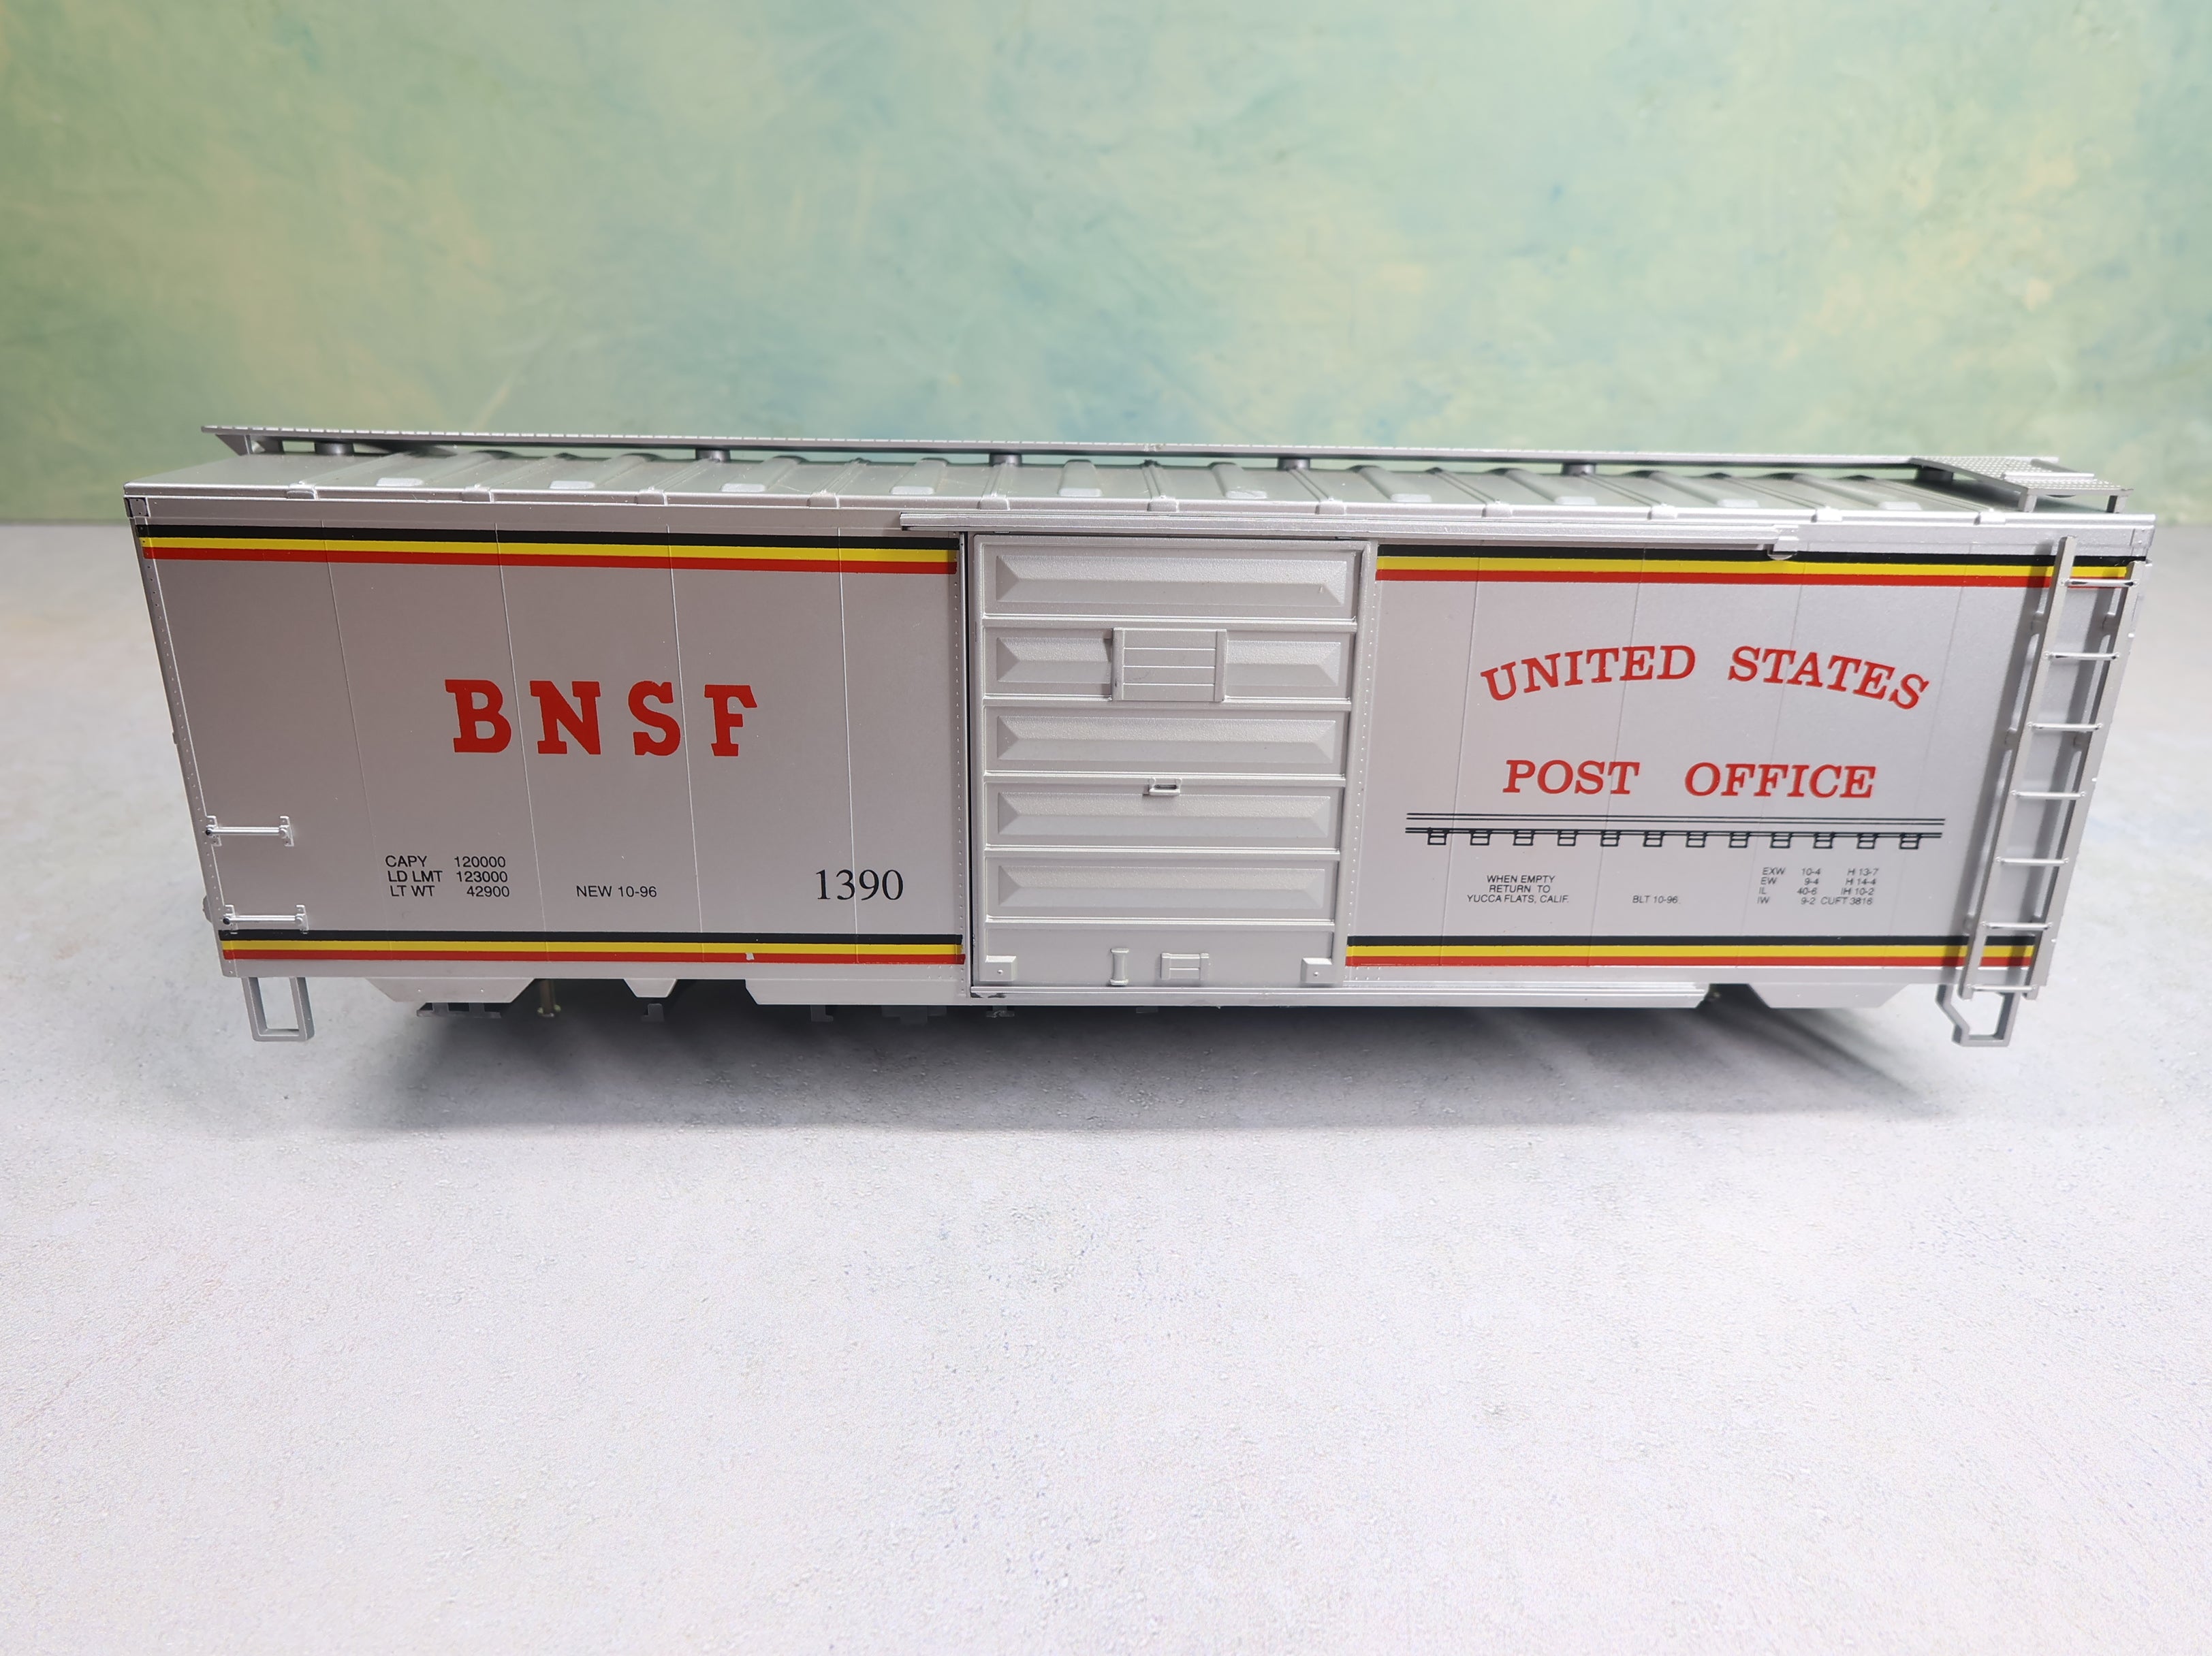 BNSF
CAPY 120000
LD LMT 123000
LT WT 42900
NEW 10-96
1390
UNITED STATES
POST OFFICE
WHEN EMPTY
RETURN TO
YUCCA FLATS, CALIF.
BLT 10-96
EXW 10-4 H 13-7
EW 9-4 H 14-4
IL 40-6 IH 10-2
IW 9-2 CUFT 3816